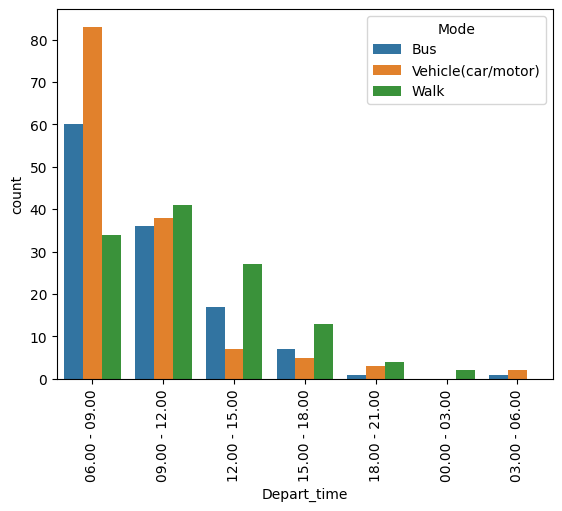 Mode
Bus
Vehicle(car/motor)
Walk
count
80
70
60
50
40
30
20
10
0
06.00 - 09.00
09.00 - 12.00
12.00 - 15.00
15.00 - 18.00
18.00 - 21.00
00.00 - 03.00
03.00 - 06.00
Depart_time